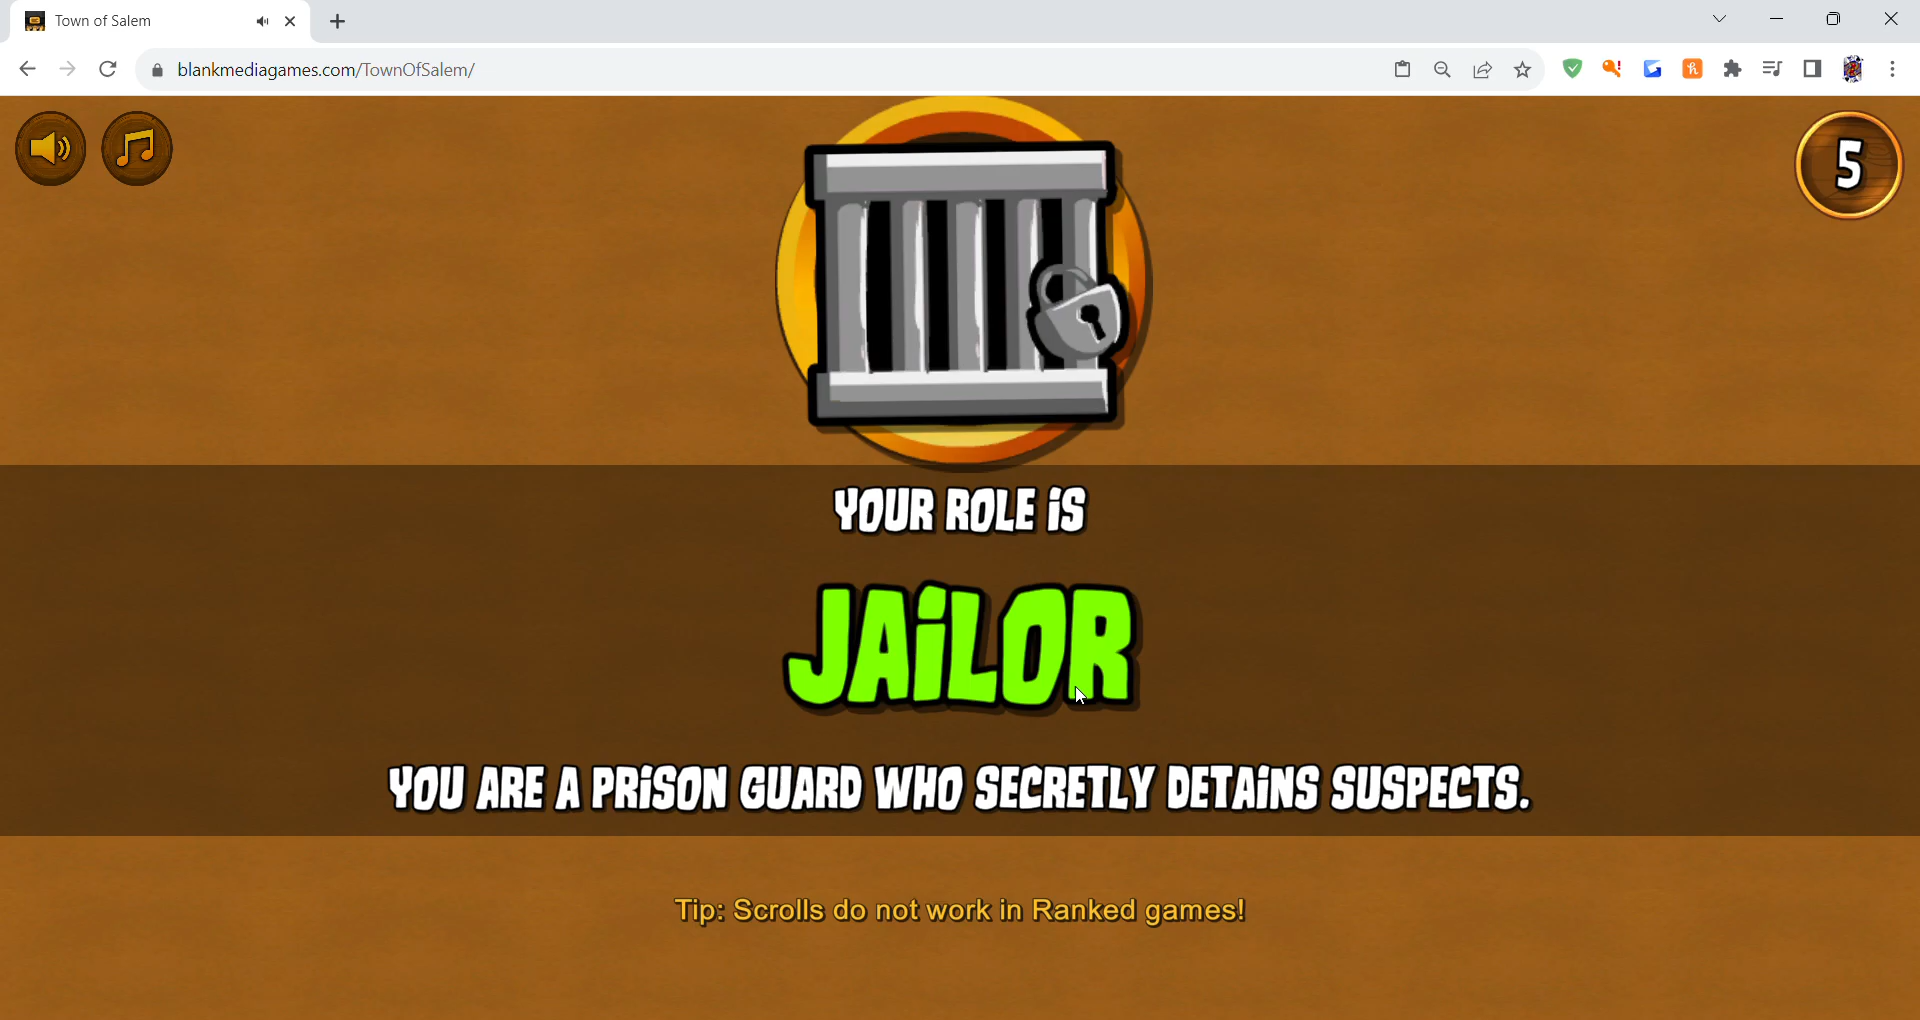 Town of Salem
blankmediagames.com/TownOfSalem/
5
YOUR ROLE IS
JAILOR
YOU ARE A PRISON GUARD WHO SECRETLY DETAINS SUSPECTS.
Tip: Scrolls do not work in Ranked games!